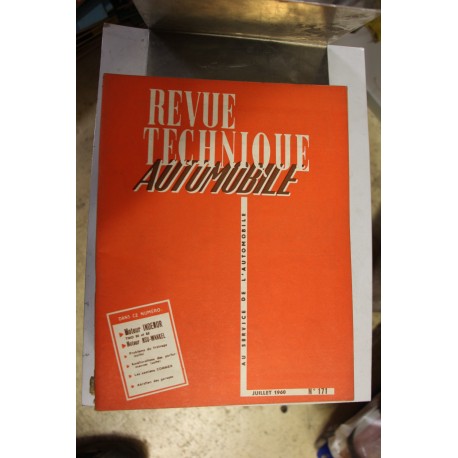 REVUE
TECHNIQUE
AUTOMOBILE
AU SERVICE DE L'AUTOMOBILE
DANS CE NUMÉRO:
Moteur INDENOR
Moteur NSU-WANKEL
JUILLET 1960
N° 171